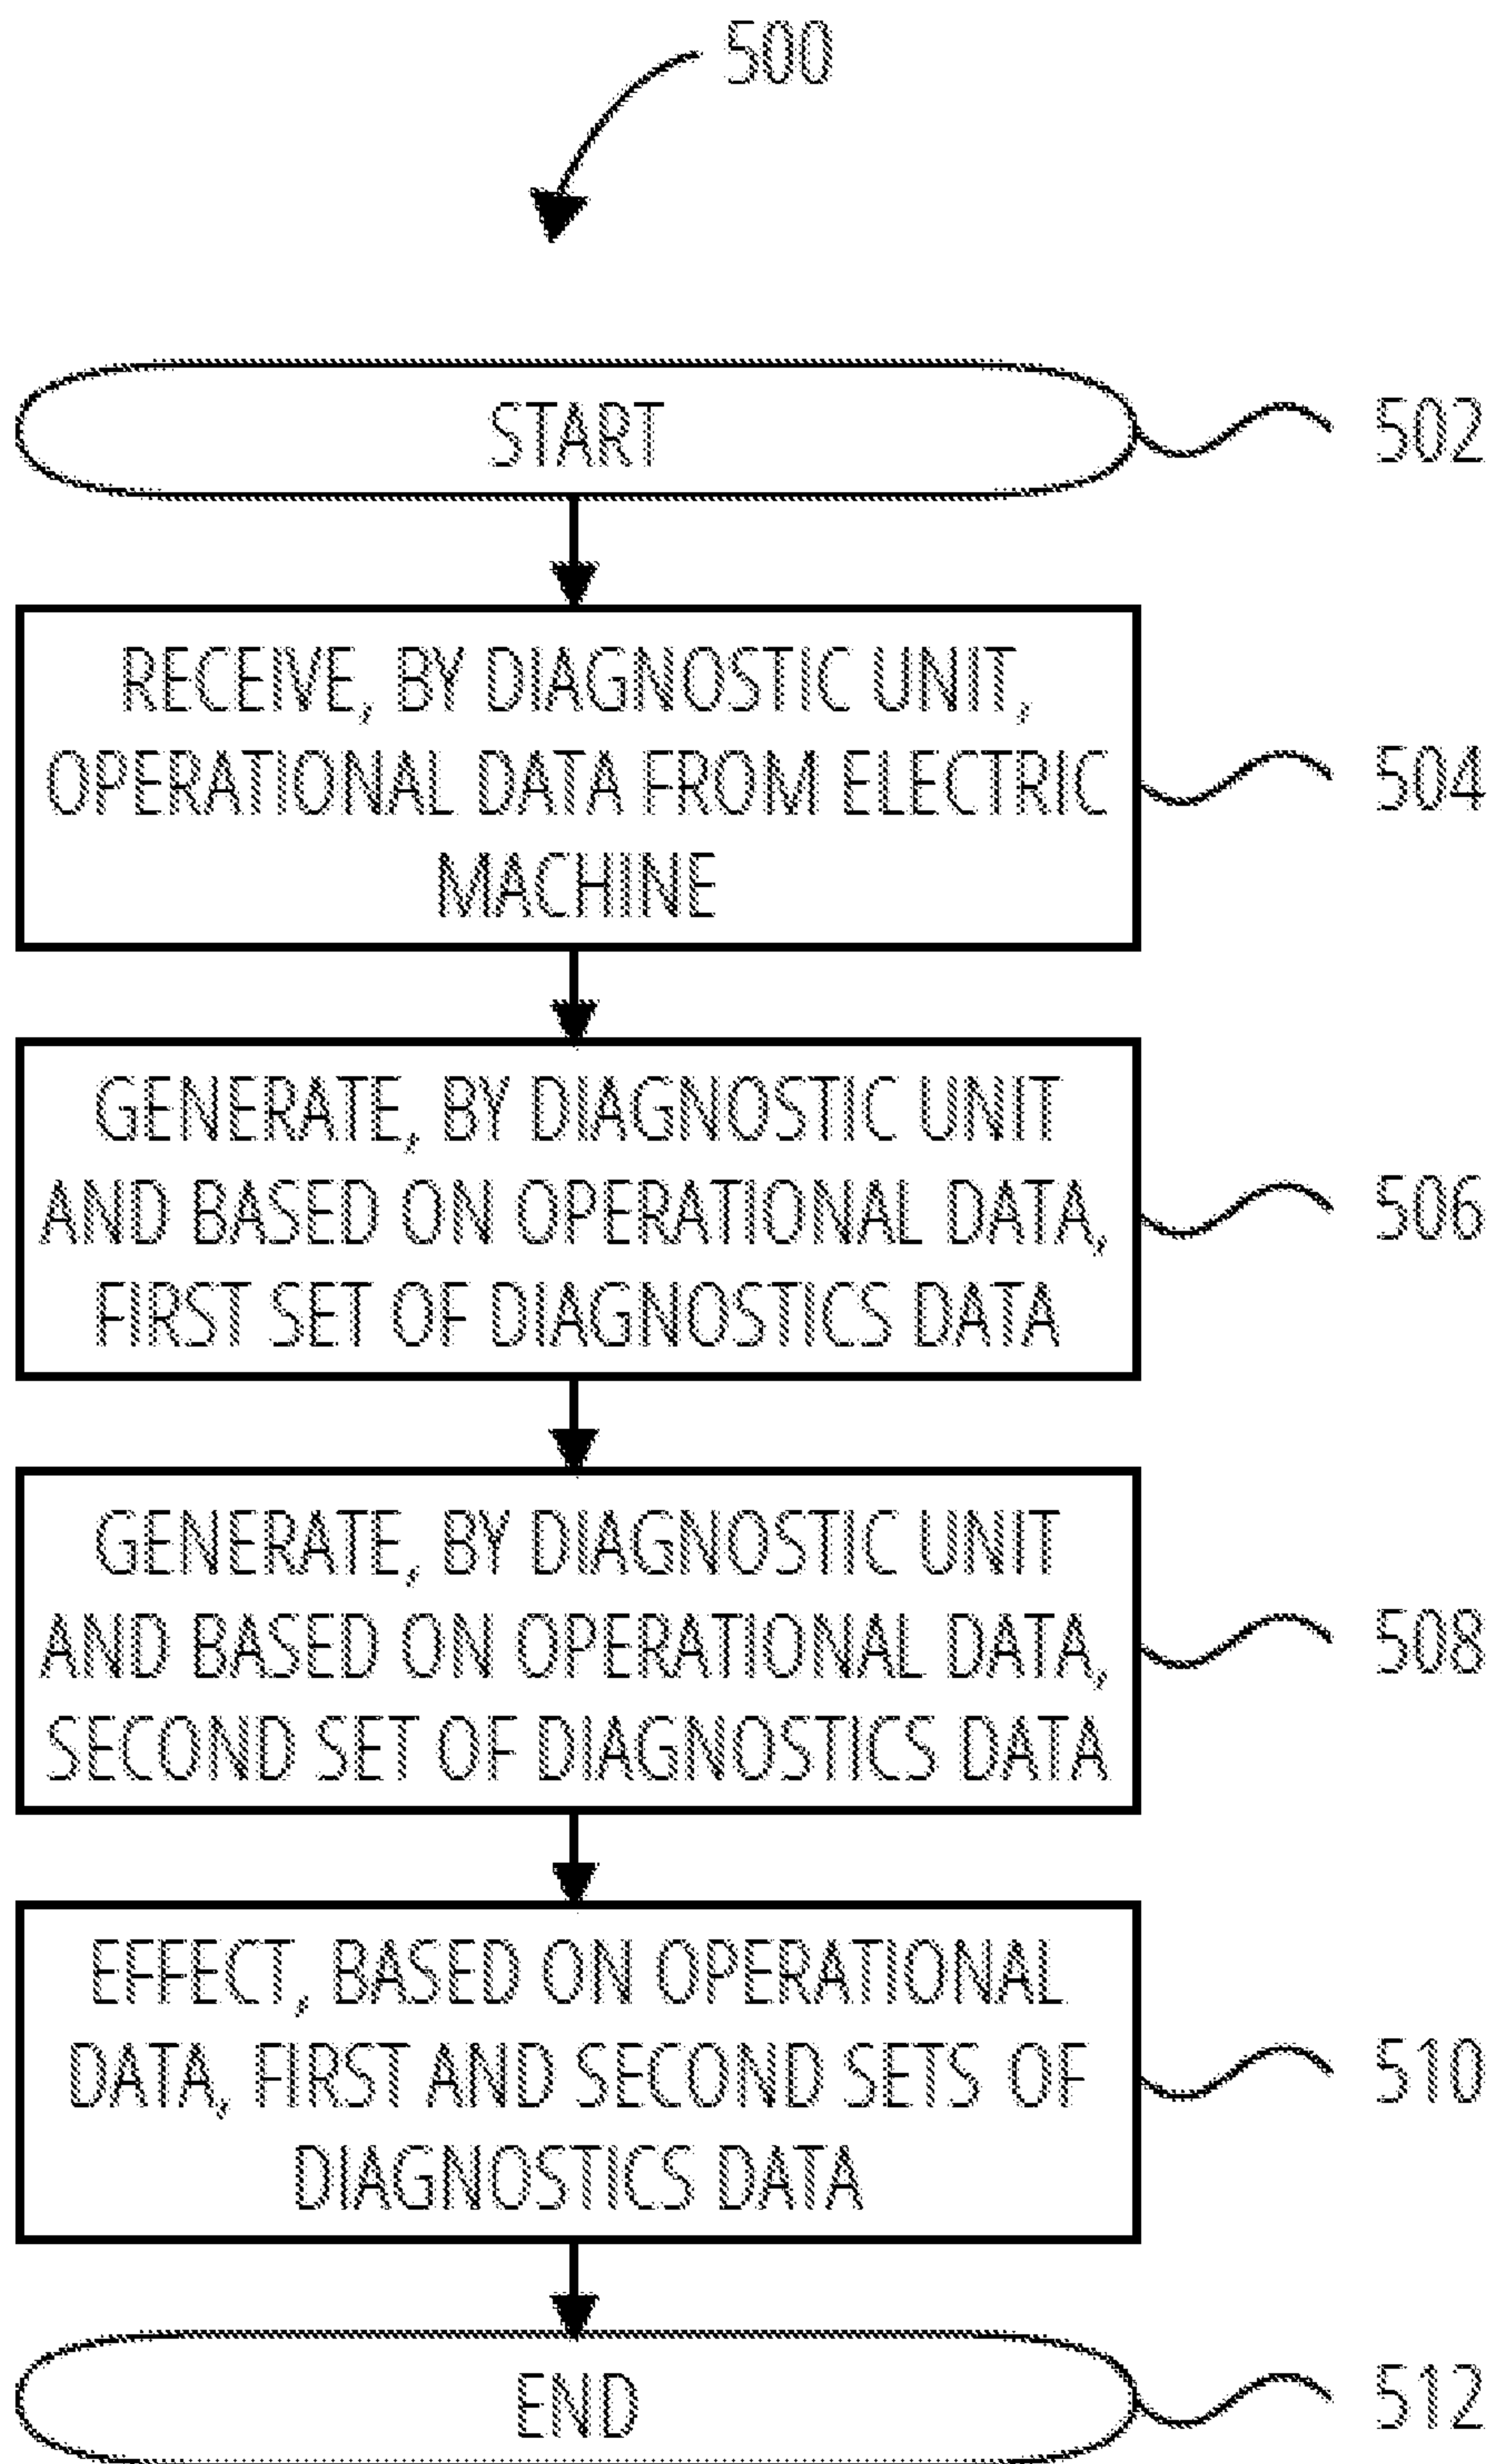 500
START
502
RECEIVE, BY DIAGNOSTIC UNIT,
OPERATIONAL DATA FROM ELECTRIC
MACHINE
504
GENERATE, BY DIAGNOSTIC UNIT
AND BASED ON OPERATIONAL DATA,
FIRST SET OF DIAGNOSTICS DATA
506
GENERATE, BY DIAGNOSTIC UNIT
AND BASED ON OPERATIONAL DATA,
SECOND SET OF DIAGNOSTICS DATA
508
EFFECT, BASED ON OPERATIONAL
DATA, FIRST AND SECOND SETS OF
DIAGNOSTICS DATA
510
END
512